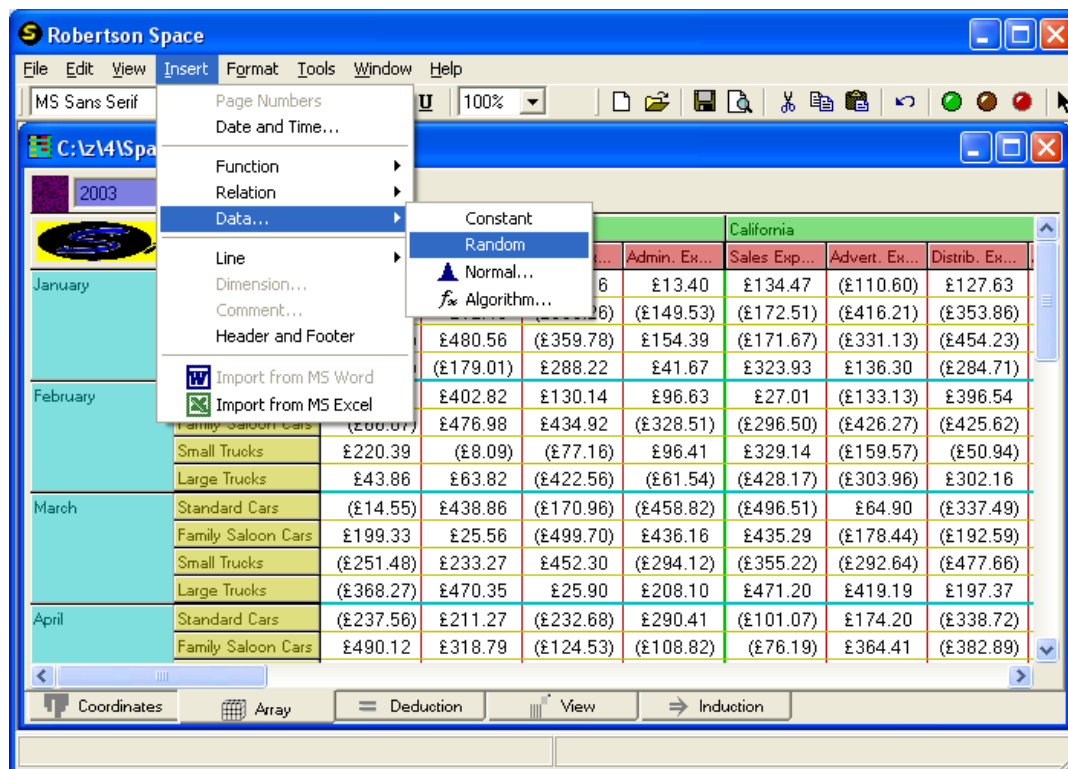 Robertson Space
File Edit View Insert Format Tools Window Help
MS Sans Serif U 100%
C:\z\4\Spa
2003
Page Numbers
Date and Time...
Function
Relation
Data...
Line
Dimension...
Comment...
Header and Footer
Import from MS Word
Import from MS Excel
Constant
Random
Normal...
fx Algorithm...
California
Admin. Ex... Sales Exp... Advert. Ex... Distrib. Ex...
January 6 £13.40 £134.47 (£110.60) £127.63
26) (£149.53) (£172.51) (£416.21) (£353.86)
£480.56 (£359.78) £154.39 (£171.67) (£331.13) (£454.23)
(£179.01) £288.22 £41.67 £323.93 £136.30 (£284.71)
February £402.82 £130.14 £96.63 £27.01 (£133.13) £396.54
Family Saloon Cars £476.98 £434.92 (£328.51) (£296.50) (£426.27) (£425.62)
Small Trucks £220.39 (£8.09) (£77.16) £96.41 £329.14 (£159.57) (£50.94)
Large Trucks £43.86 £63.82 (£422.56) (£61.54) (£428.17) (£303.96) £302.16
March Standard Cars (£14.55) £438.86 (£170.96) (£458.82) (£496.51) £64.90 (£337.49)
Family Saloon Cars £199.33 £25.56 (£499.70) £436.16 £435.29 (£178.44) (£192.59)
Small Trucks (£251.48) £233.27 £452.30 (£294.12) (£355.22) (£292.64) (£477.66)
Large Trucks (£368.27) £470.35 £25.90 £208.10 £471.20 £419.19 £197.37
April Standard Cars (£237.56) £211.27 (£232.68) £290.41 (£101.07) £174.20 (£338.72)
Family Saloon Cars £490.12 £318.79 (£124.53) (£108.82) (£76.19) £364.41 (£382.89)
Coordinates Array Deduction View Induction